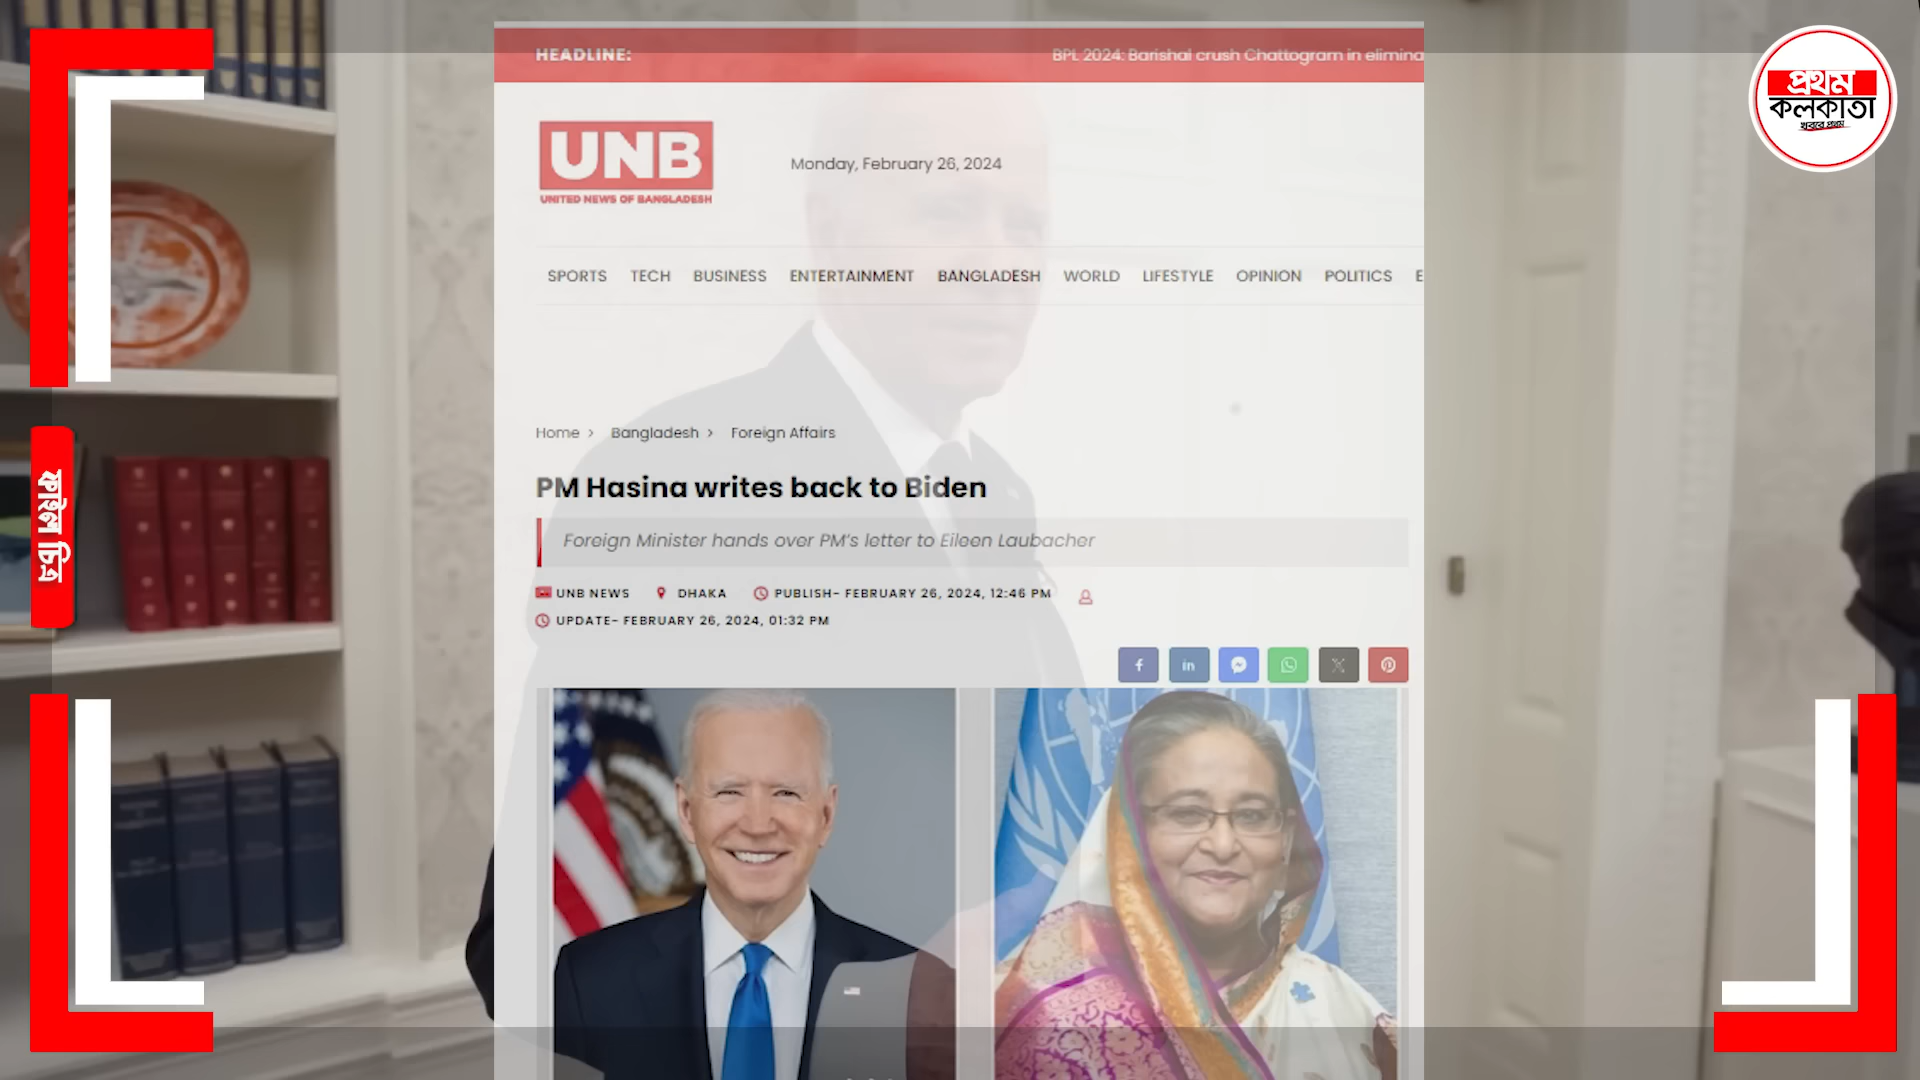 HEADLINE:
BPL 2024: Barishal crush Chattogram in elimina
প্রথম
কলকাতা
খবরে প্রথম
UNB
UNITED NEWS OF BANGLADESH
Monday, February 26, 2024
SPORTS TECH BUSINESS ENTERTAINMENT BANGLADESH WORLD LIFESTYLE OPINION POLITICS E
Home > Bangladesh > Foreign Affairs
PM Hasina writes back to Biden
Foreign Minister hands over PM's letter to Eileen Laubacher
UNB NEWS DHAKA PUBLISH- FEBRUARY 26, 2024, 12:46 PM
UPDATE- FEBRUARY 26, 2024, 01:32 PM
ফাইল চিত্র